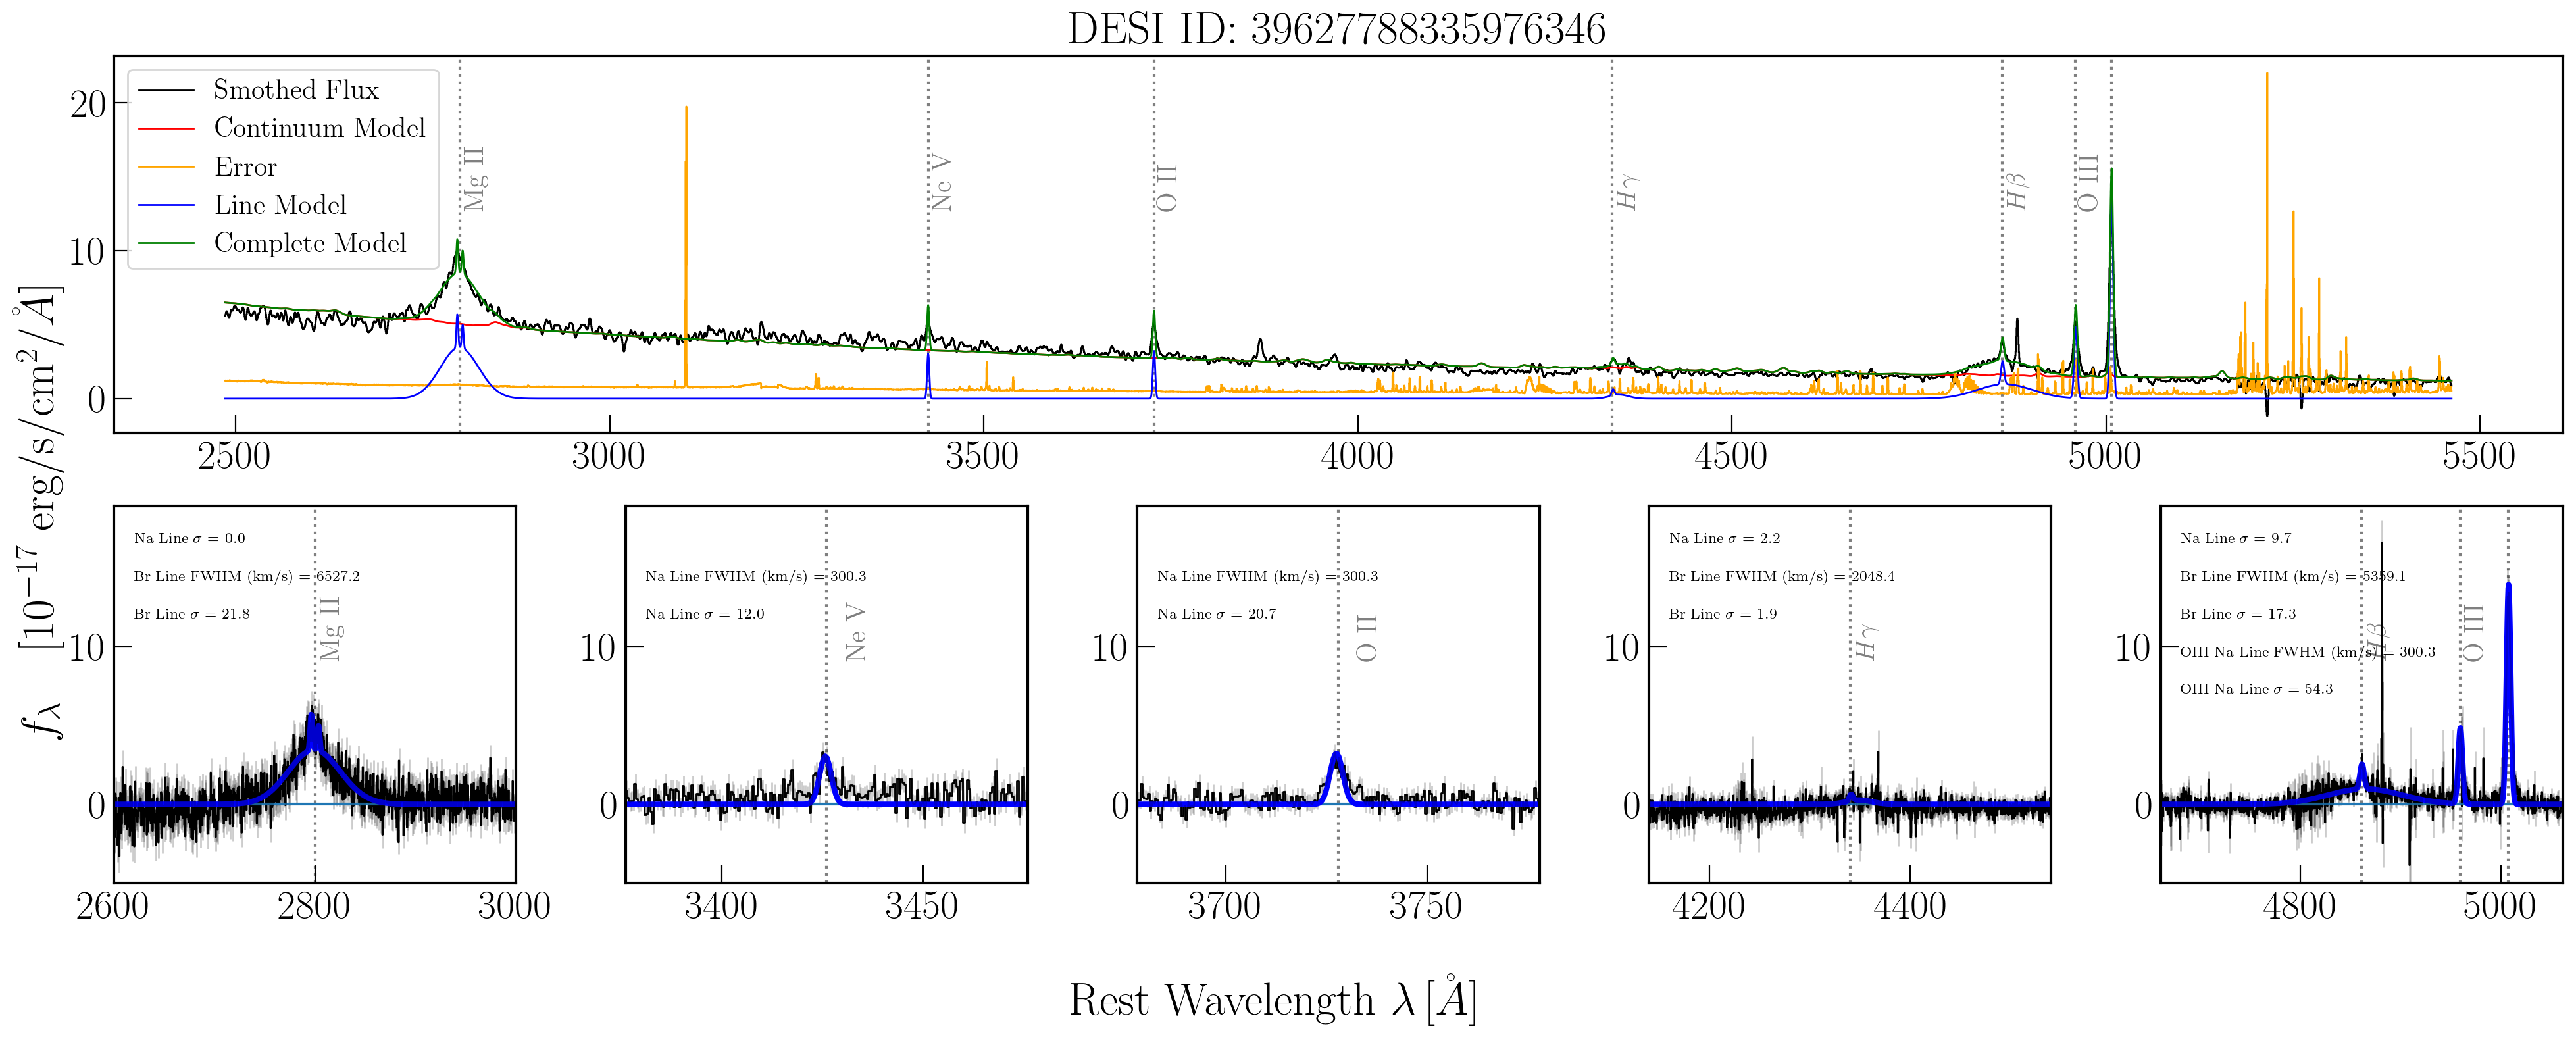 DESI ID: 39627788335976346
Smothed Flux
Continuum Model
Error
Line Model
Complete Model
Mg II
Ne V
O II
Hγ
Hβ
O III
20
10
0
2500 3000 3500 4000 4500 5000 5500
f_λ [10^{-17} erg/s/cm^2/Å]
Na Line σ = 0.0
Br Line FWHM (km/s) = 6527.2
Br Line σ = 21.8
Mg II
10
0
2600 2800 3000
Na Line FWHM (km/s) = 300.3
Na Line σ = 12.0
Ne V
10
0
3400 3450
Na Line FWHM (km/s) = 300.3
Na Line σ = 20.7
O II
10
0
3700 3750
Na Line σ = 2.2
Br Line FWHM (km/s) = 2048.4
Br Line σ = 1.9
Hγ
10
0
4200 4400
Na Line σ = 9.7
Br Line FWHM (km/s) = 5359.1
Br Line σ = 17.3
OIII Na Line FWHM (km/s) = 300.3
OIII Na Line σ = 54.3
Hβ
O III
10
0
4800 5000
Rest Wavelength λ [Å]